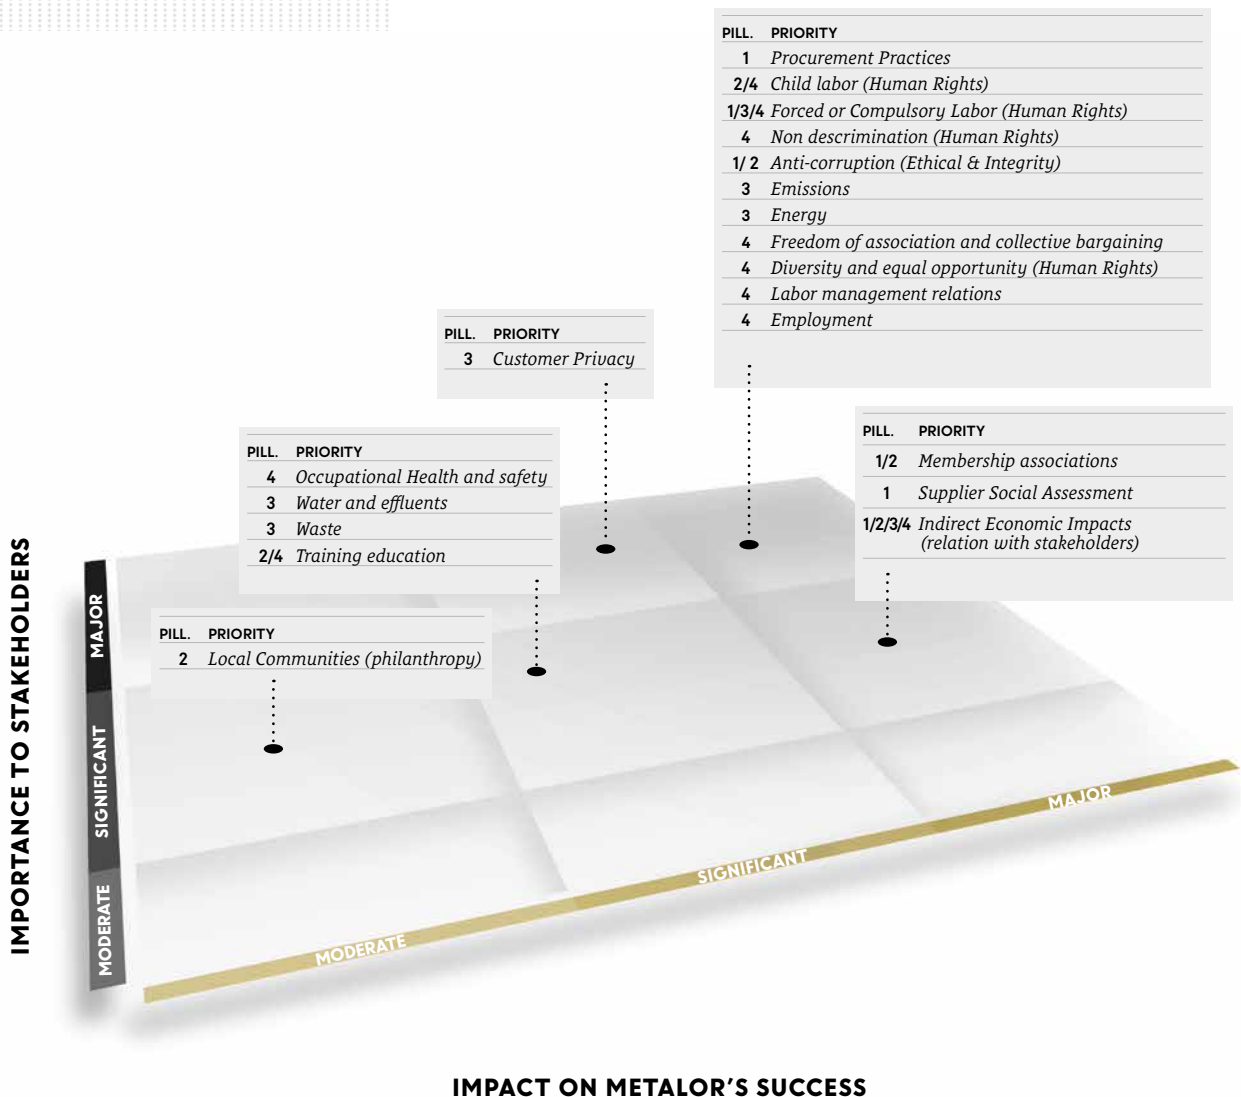 PILL. PRIORITY
1 Procurement Practices
2/4 Child labor (Human Rights)
1/3/4 Forced or Compulsory Labor (Human Rights)
4 Non descrimination (Human Rights)
1/ 2 Anti-corruption (Ethical & Integrity)
3 Emissions
3 Energy
4 Freedom of association and collective bargaining
4 Diversity and equal opportunity (Human Rights)
4 Labor management relations
4 Employment
PILL. PRIORITY
3 Customer Privacy
PILL. PRIORITY
1/2 Membership associations
1 Supplier Social Assessment
1/2/3/4 Indirect Economic Impacts
(relation with stakeholders)
PILL. PRIORITY
4 Occupational Health and safety
3 Water and effluents
3 Waste
2/4 Training education
PILL. PRIORITY
2 Local Communities (philanthropy)
IMPORTANCE TO STAKEHOLDERS
MAJOR
SIGNIFICANT
MODERATE
MODERATE
SIGNIFICANT
MAJOR
IMPACT ON METALOR'S SUCCESS